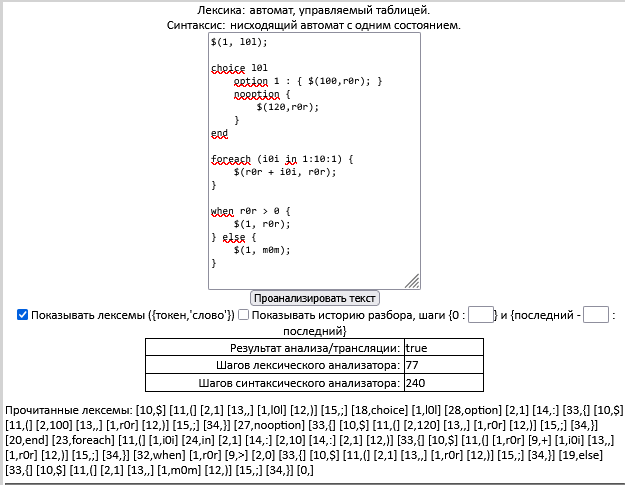 Лексика: автомат, управляемый таблицей.
Синтаксис: нисходящий автомат с одним состоянием.
$(1, l0l);
choice l0l
option 1 : { $(100,r0r); }
nooption {
$(120,r0r);
}
end
foreach (i0i in 1:10:1) {
$(r0r + i0i, r0r);
}
when r0r > 0 {
$(1, r0r);
} else {
$(1, m0m);
}
Проанализировать текст
Показывать лексемы ({токен,'слово'}) Показывать историю разбора, шаги {0 : } и {последний - :
последний}
Результат анализа/трансляции: true
Шагов лексического анализатора: 77
Шагов синтаксического анализатора: 240
Прочитанные лексемы: [10,$] [11,(] [2,1] [13,,] [1,l0l] [12,)] [15,;] [18,choice] [1,l0l] [28,option] [2,1] [14,:] [33,{] [10,$]
[11,(] [2,100] [13,,] [1,r0r] [12,)] [15,;] [34,}] [27,nooption] [33,{] [10,$] [11,(] [2,120] [13,,] [1,r0r] [12,)] [15,;] [34,}]
[20,end] [23,foreach] [11,(] [1,i0i] [24,in] [2,1] [14,:] [2,10] [14,:] [2,1] [12,)] [33,{] [10,$] [11,(] [1,r0r] [9,+] [1,i0i] [13,,]
[1,r0r] [12,)] [15,;] [34,}] [32,when] [1,r0r] [9,>] [2,0] [33,{] [10,$] [11,(] [2,1] [13,,] [1,r0r] [12,)] [15,;] [34,}] [19,else]
[33,{] [10,$] [11,(] [2,1] [13,,] [1,m0m] [12,)] [15,;] [34,}] [0,]